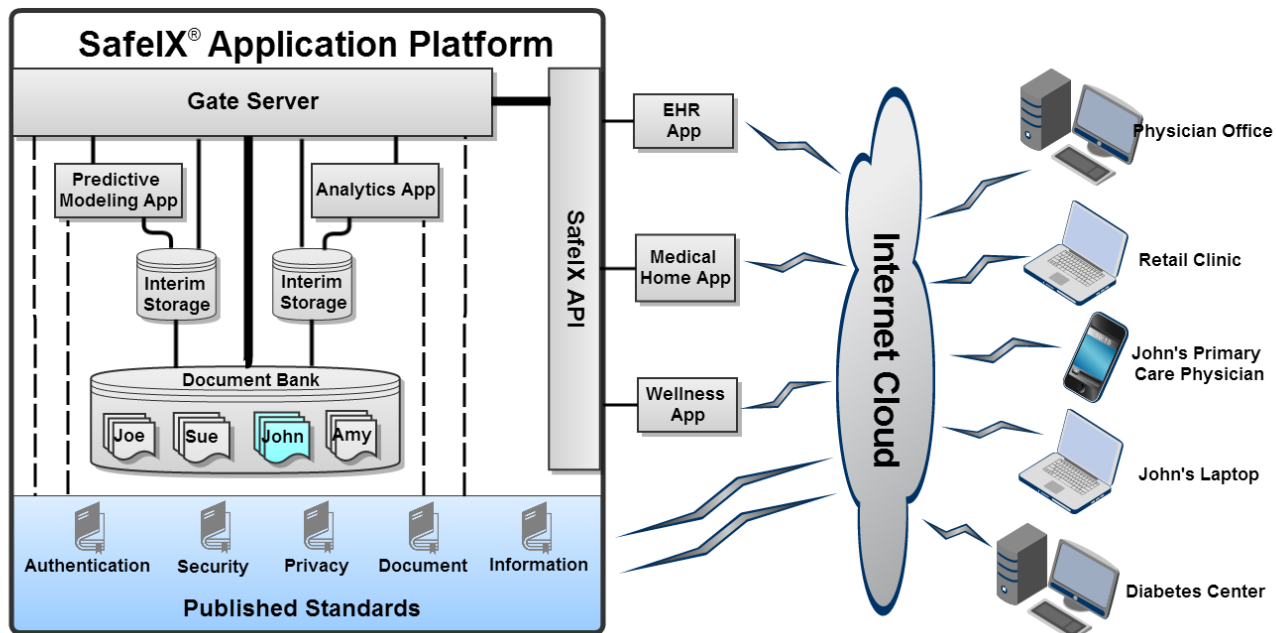 SafeIX® Application Platform
Gate Server
Predictive
Modeling App
Analytics App
Interim
Storage
Interim
Storage
Document Bank
Joe
Sue
John
Amy
SafeIX API
Authentication
Security
Privacy
Document
Information
Published Standards
EHR
App
Medical
Home App
Wellness
App
Internet Cloud
Physician Office
Retail Clinic
John's Primary
Care Physician
John's Laptop
Diabetes Center